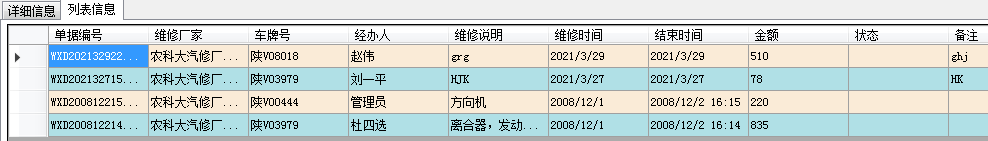 详细信息 列表信息
单据编号 维修厂家 车牌号 经办人 维修说明 维修时间 结束时间 金额 状态 备注
WXD202132922... 农科大汽修厂... 陕V08018 赵伟 grg 2021/3/29 2021/3/29 510 ghj
WXD202132715... 农科大汽修厂... 陕V03979 刘一平 HJK 2021/3/27 2021/3/27 78 HK
WXD200812215... 农科大汽修厂... 陕V00444 管理员 方向机 2008/12/1 2008/12/2 16:15 220
WXD200812214... 农科大汽修厂... 陕V03979 杜四选 离合器，发动... 2008/12/1 2008/12/2 16:14 835